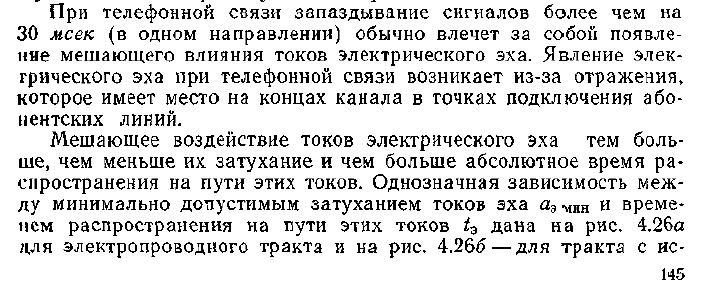 При телефонной связи запаздывание сигналов более чем на
30 мсек (в одном направлении) обычно влечет за собой появле-
ние мешающего влияния токов электрического эха. Явление элек-
трического эха при телефонной связи возникает из-за отражения,
которое имеет место на концах канала в точках подключения або-
нентских линий.
Мешающее воздействие токов электрического эха тем боль-
ше, чем меньше их затухание и чем больше абсолютное время ра-
спространения на пути этих токов. Однозначная зависимость меж-
ду минимально допустимым затуханием токов эха aэ мин и време-
нем распространения на пути этих токов tэ дана на рис. 4.26а
для электропроводного тракта и на рис. 4.26б — для тракта с ис-
145